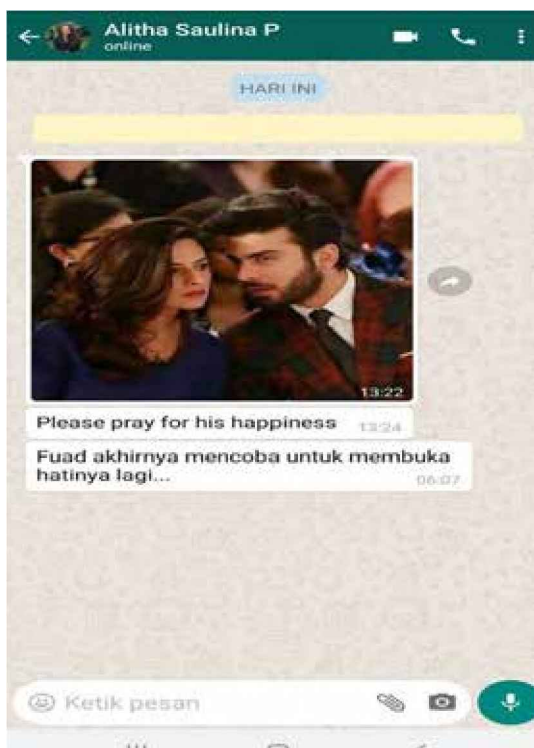 Alitha Saulina P
online
HARI INI
13:22
Please pray for his happiness 13:24
Fuad akhirnya mencoba untuk membuka
hatinya lagi... 06:07
Ketik pesan